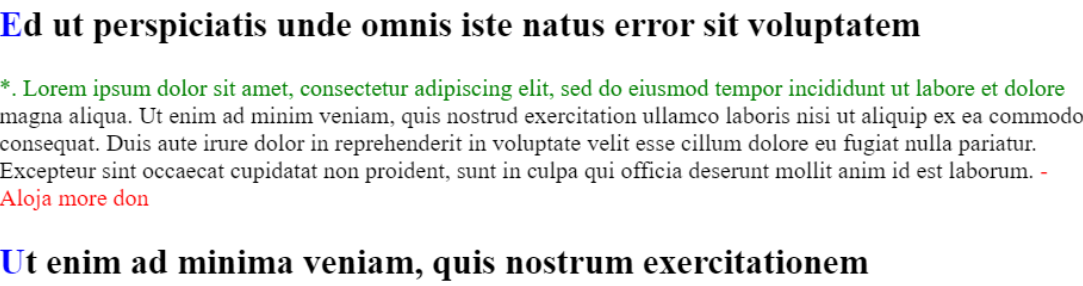 Ed ut perspiciatis unde omnis iste natus error sit voluptatem
*. Lorem ipsum dolor sit amet, consectetur adipiscing elit, sed do eiusmod tempor incididunt ut labore et dolore
magna aliqua. Ut enim ad minim veniam, quis nostrud exercitation ullamco laboris nisi ut aliquip ex ea commodo
consequat. Duis aute irure dolor in reprehenderit in voluptate velit esse cillum dolore eu fugiat nulla pariatur.
Excepteur sint occaecat cupidatat non proident, sunt in culpa qui officia deserunt mollit anim id est laborum. -
Aloja more don
Ut enim ad minima veniam, quis nostrum exercitationem